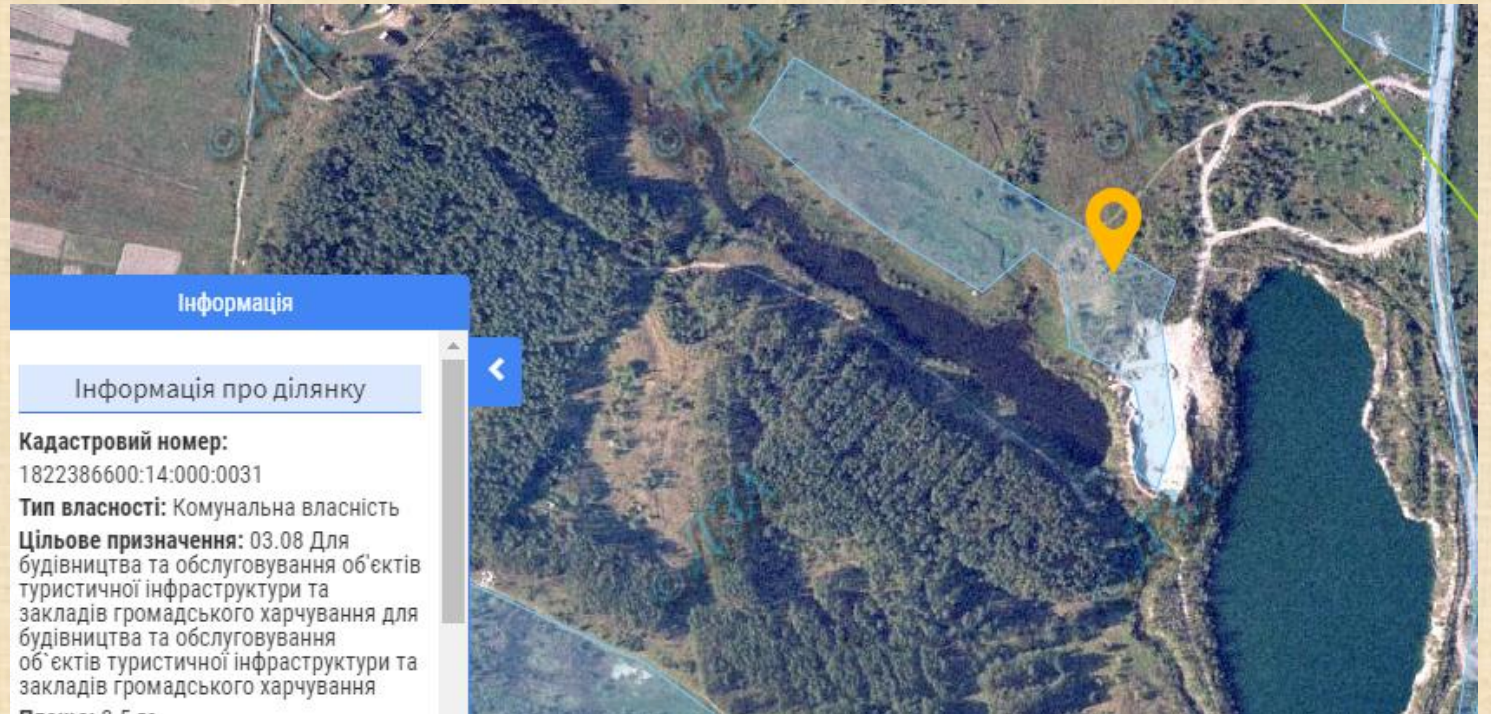 Інформація
Інформація про ділянку
Кадастровий номер:
1822386600:14:000:0031
Тип власності: Комунальна власність
Цільове призначення: 03.08 Для
будівництва та обслуговування об'єктів
туристичної інфраструктури та
закладів громадського харчування для
будівництва та обслуговування
об`єктів туристичної інфраструктури та
закладів громадського харчування